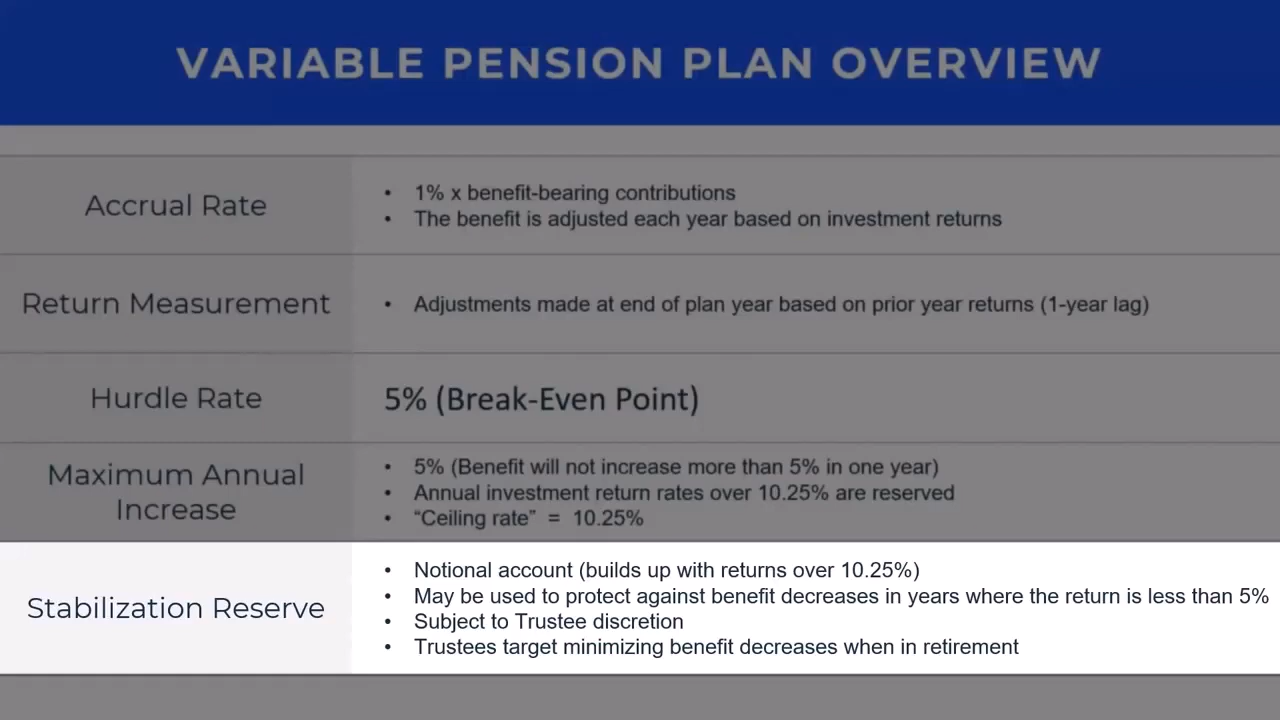 VARIABLE PENSION PLAN OVERVIEW
Accrual Rate
• 1% x benefit-bearing contributions
• The benefit is adjusted each year based on investment returns
Return Measurement
• Adjustments made at end of plan year based on prior year returns (1-year lag)
Hurdle Rate
5% (Break-Even Point)
Maximum Annual
Increase
• 5% (Benefit will not increase more than 5% in one year)
• Annual investment return rates over 10.25% are reserved
• “Ceiling rate” = 10.25%
Stabilization Reserve
• Notional account (builds up with returns over 10.25%)
• May be used to protect against benefit decreases in years where the return is less than 5%
• Subject to Trustee discretion
• Trustees target minimizing benefit decreases when in retirement